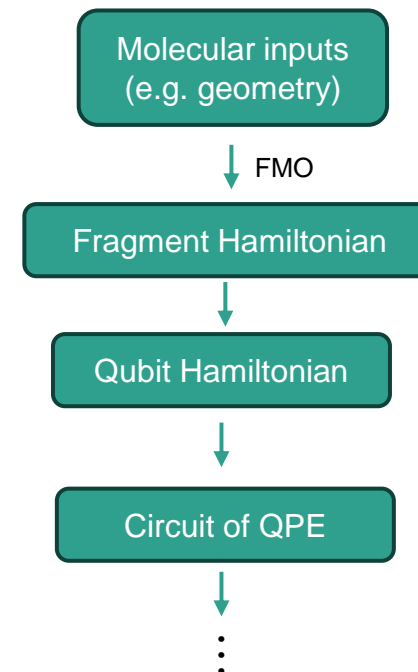 Molecular inputs
(e.g. geometry)
FMO
Fragment Hamiltonian
Qubit Hamiltonian
Circuit of QPE
⋮